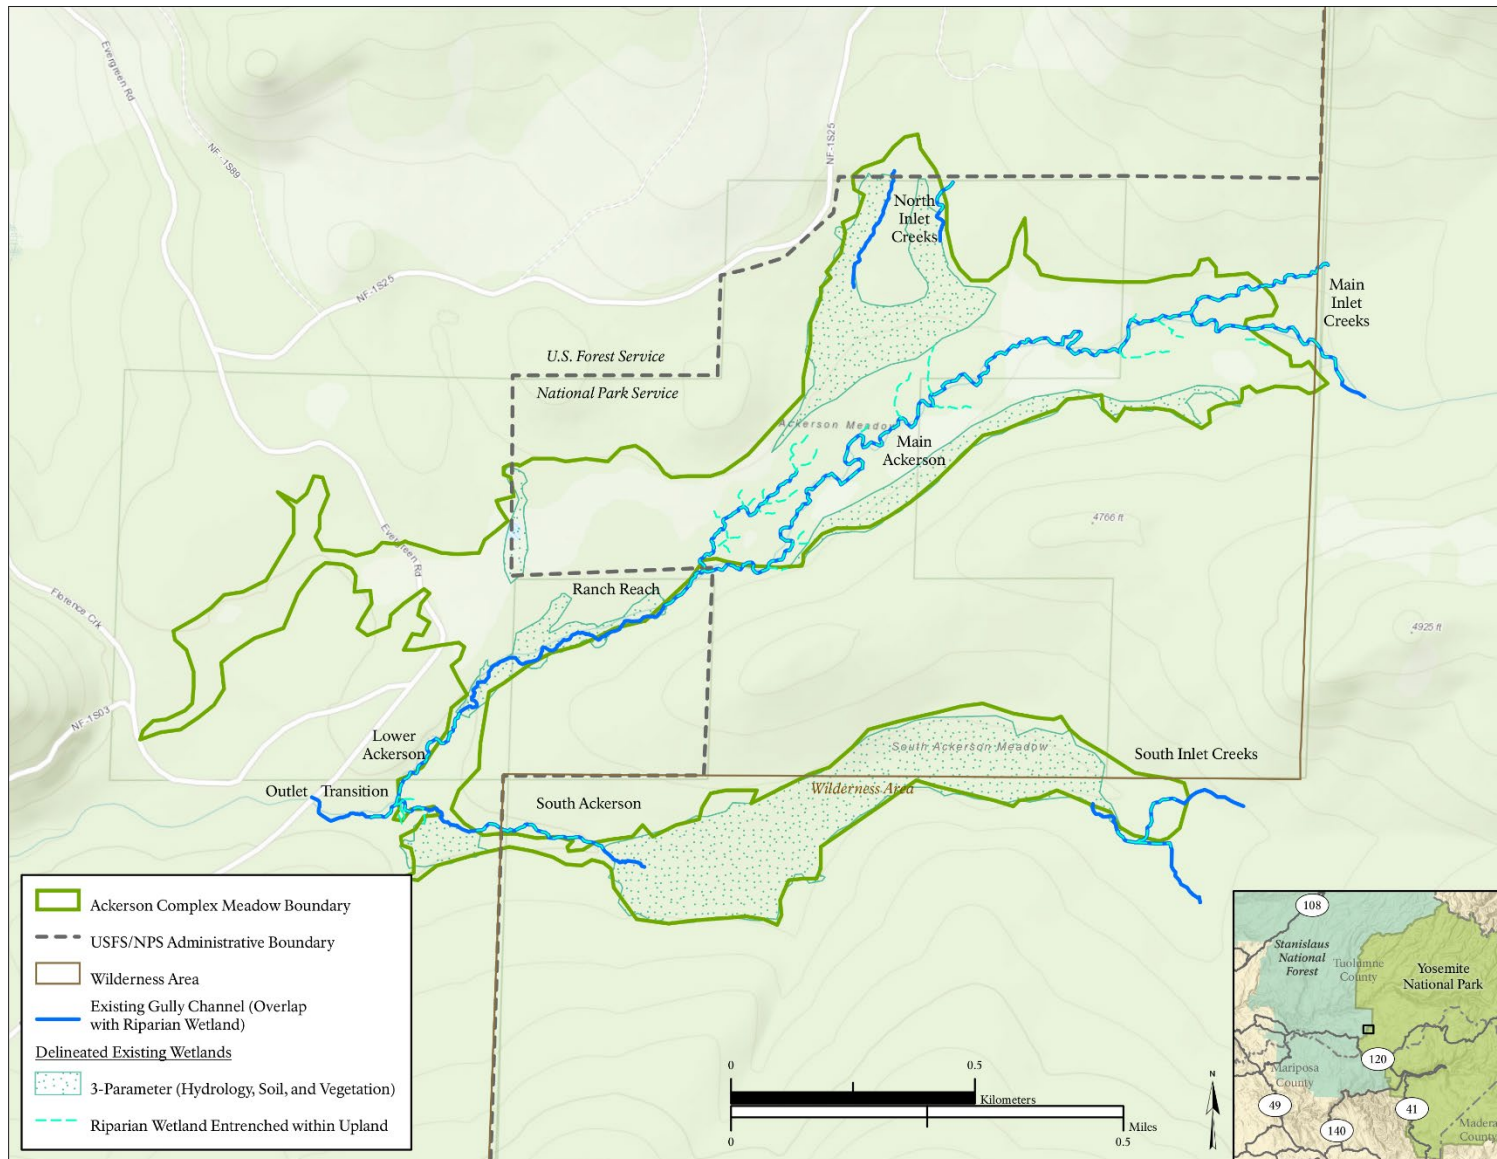 Evergreen Rd
NF-1S89
NF-1S25
North
Inlet
Creeks
Main
Inlet
Creeks
NF-1S25
U.S. Forest Service
National Park Service
Ackerson Meadow
Main
Ackerson
4766 ft
Evergreen Rd
Ranch Reach
Florence Crk
4925 ft
NF-1S03
Lower
Ackerson
South Ackerson Meadow
South Inlet Creeks
Outlet
Transition
South Ackerson
Wilderness Area
Ackerson Complex Meadow Boundary
USFS/NPS Administrative Boundary
Wilderness Area
Existing Gully Channel (Overlap
with Riparian Wetland)
Delineated Existing Wetlands
3-Parameter (Hydrology, Soil, and Vegetation)
Riparian Wetland Entrenched within Upland
0
0.5
Kilometers
Miles
0
0.5
N
108
Stanislaus
National
Forest
Tuolumne
County
Yosemite
National Park
120
Mariposa
County
49
41
140
Madera
County